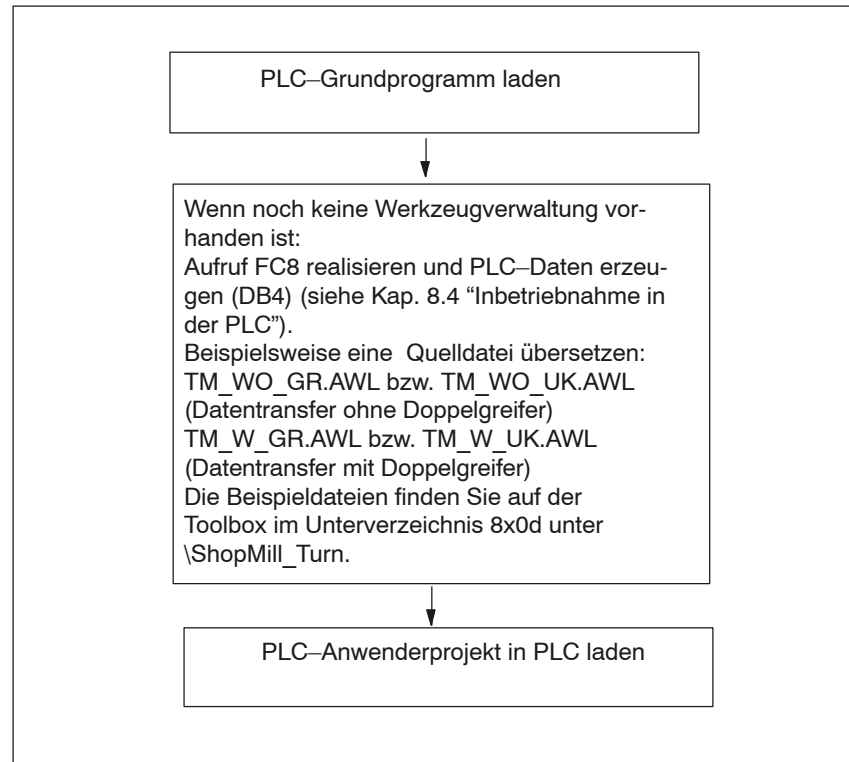 PLC–Grundprogramm laden
Wenn noch keine Werkzeugverwaltung vor-
handen ist:
Aufruf FC8 realisieren und PLC–Daten erzeu-
gen (DB4) (siehe Kap. 8.4 “Inbetriebnahme in
der PLC”).
Beispielsweise eine Quelldatei übersetzen:
TM_WO_GR.AWL bzw. TM_WO_UK.AWL
(Datentransfer ohne Doppelgreifer)
TM_W_GR.AWL bzw. TM_W_UK.AWL
(Datentransfer mit Doppelgreifer)
Die Beispieldateien finden Sie auf der
Toolbox im Unterverzeichnis 8x0d unter
\ShopMill_Turn.
PLC–Anwenderprojekt in PLC laden